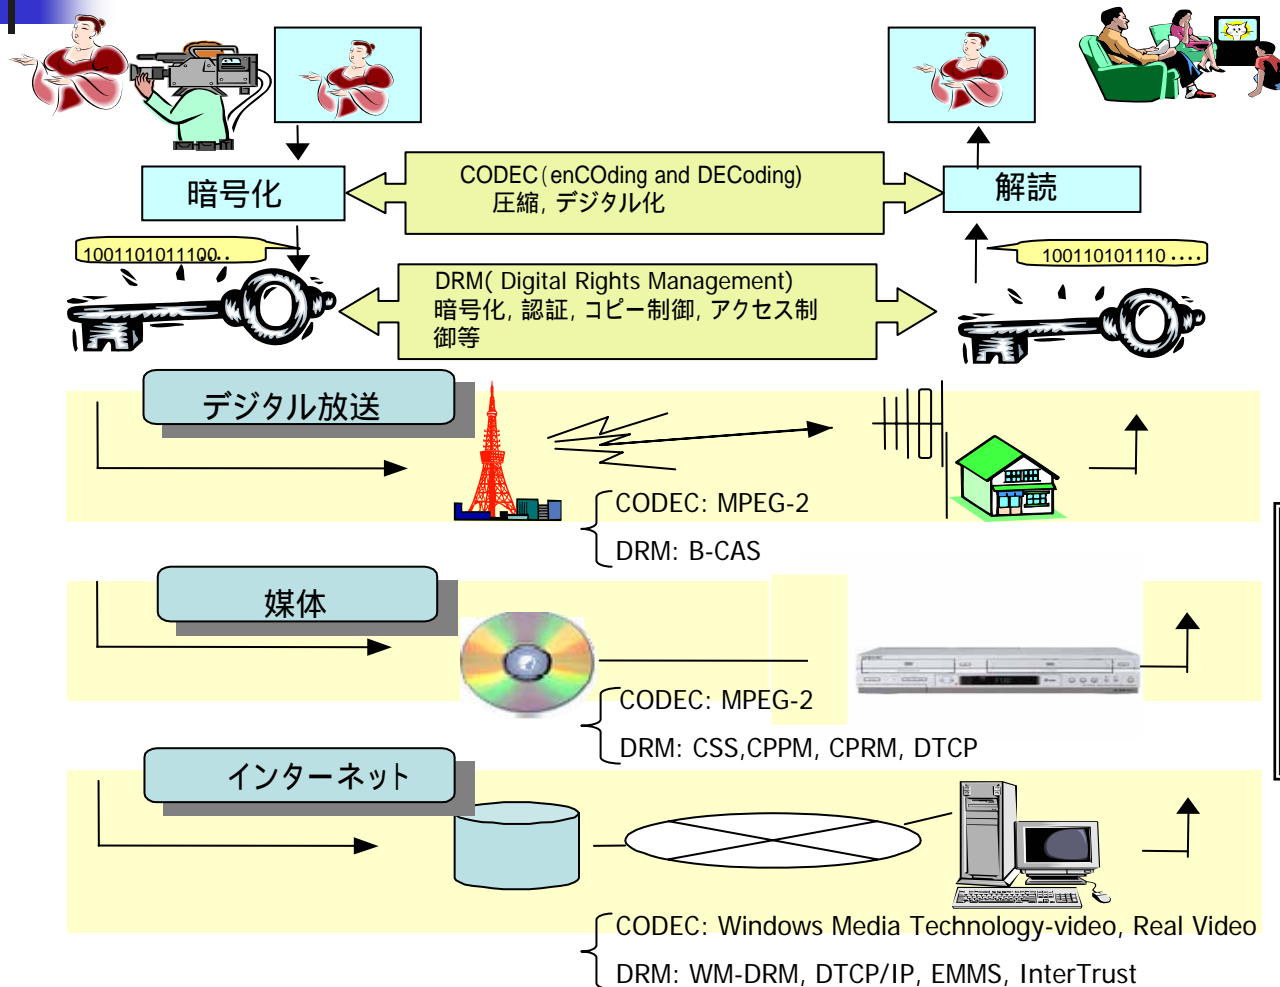 暗号化
CODEC(enCOding and DECoding)
圧縮, デジタル化
解読
1001101011100..
100110101110 ....
DRM( Digital Rights Management)
暗号化, 認証, コピー制御, アクセス制
御等
デジタル放送
CODEC: MPEG-2
DRM: B-CAS
媒体
CODEC: MPEG-2
DRM: CSS,CPPM, CPRM, DTCP
インターネット
CODEC: Windows Media Technology-video, Real Video
DRM: WM-DRM, DTCP/IP, EMMS, InterTrust